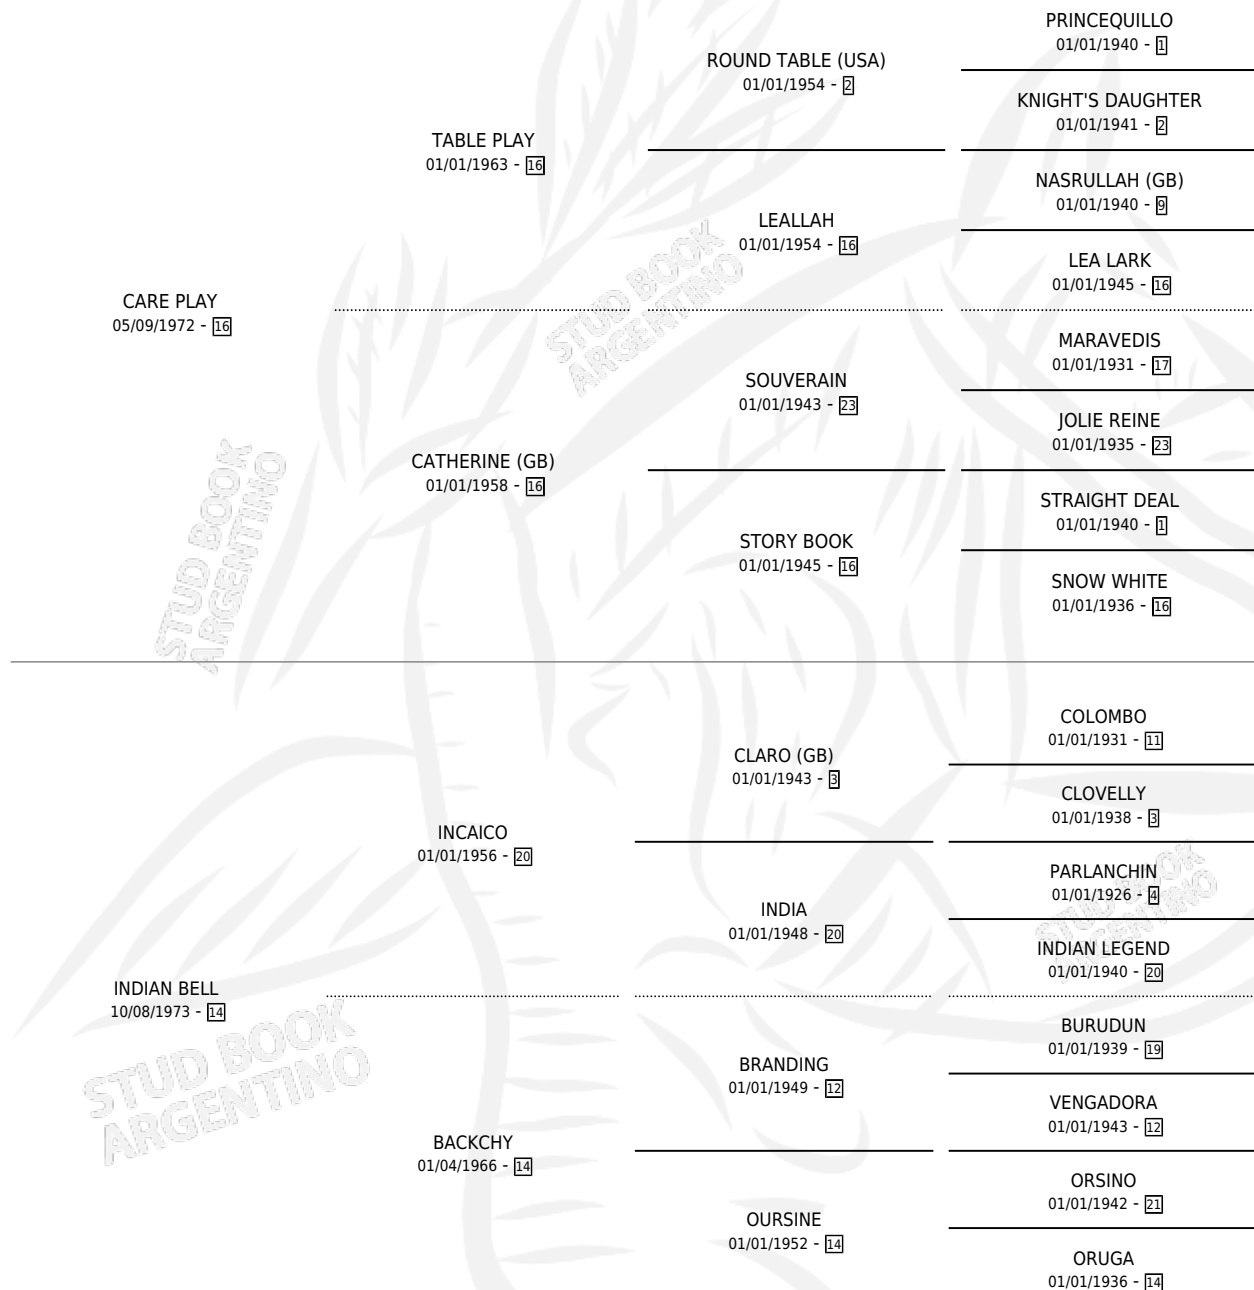 PRINCEQUILLO
01/01/1940 - 1
ROUND TABLE (USA)
01/01/1954 - 2
KNIGHT'S DAUGHTER
01/01/1941 - 2
TABLE PLAY
01/01/1963 - 16
NASRULLAH (GB)
01/01/1940 - 9
LEALLAH
01/01/1954 - 16
LEA LARK
01/01/1945 - 16
CARE PLAY
05/09/1972 - 16
MARAVEDIS
01/01/1931 - 17
SOUVERAIN
01/01/1943 - 23
JOLIE REINE
01/01/1935 - 23
CATHERINE (GB)
01/01/1958 - 16
STRAIGHT DEAL
01/01/1940 - 1
STORY BOOK
01/01/1945 - 16
SNOW WHITE
01/01/1936 - 16
COLOMBO
01/01/1931 - 11
CLARO (GB)
01/01/1943 - 3
CLOVELLY
01/01/1938 - 3
INCAICO
01/01/1956 - 20
PARLANCHIN
01/01/1926 - 4
INDIA
01/01/1948 - 20
INDIAN LEGEND
01/01/1940 - 20
INDIAN BELL
10/08/1973 - 14
BURUDUN
01/01/1939 - 19
BRANDING
01/01/1949 - 12
VENGADORA
01/01/1943 - 12
BACKCHY
01/04/1966 - 14
ORSINO
01/01/1942 - 21
OURSINE
01/01/1952 - 14
ORUGA
01/01/1936 - 14
STUD BOOK
ARGENTINO
STUD BOOK
ARGENTINO
STUD BOOK
ARGENTINO
STUD BOOK
ARGENTINO